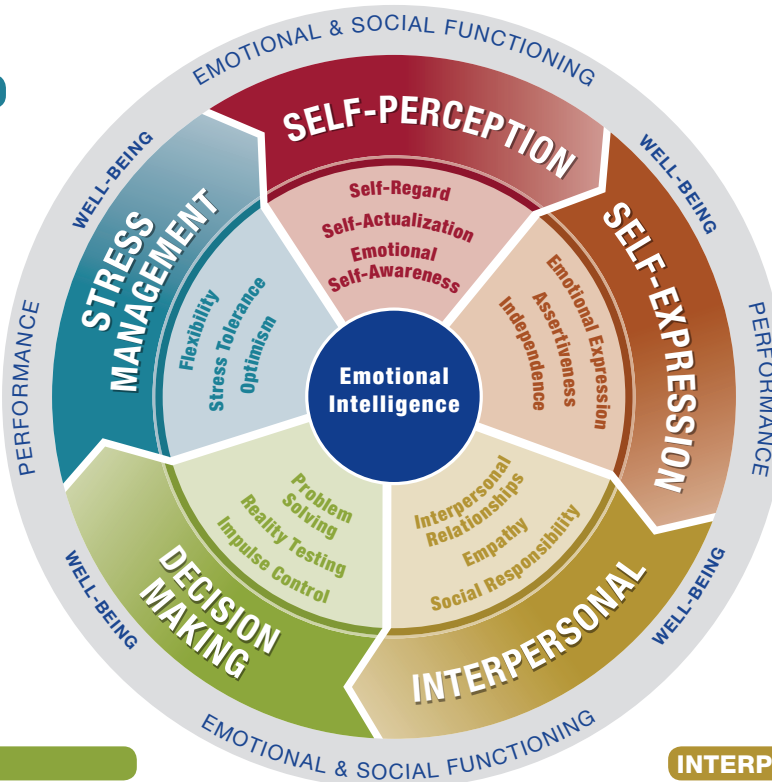 EMOTIONAL & SOCIAL FUNCTIONING
WELL-BEING
WELL-BEING
SELF-PERCEPTION
Self-Regard
Self-Actualization
Emotional
Self-Awareness
STRESS
MANAGEMENT
Flexibility
Stress Tolerance
Optimism
SELF-EXPRESSION
Emotional Expression
Assertiveness
Independence
PERFORMANCE
PERFORMANCE
Emotional
Intelligence
DECISION
MAKING
Problem
Solving
Reality Testing
Impulse Control
INTERPERSONAL
Interpersonal
Relationships
Empathy
Social Responsibility
WELL-BEING
WELL-BEING
EMOTIONAL & SOCIAL FUNCTIONING
INTERP